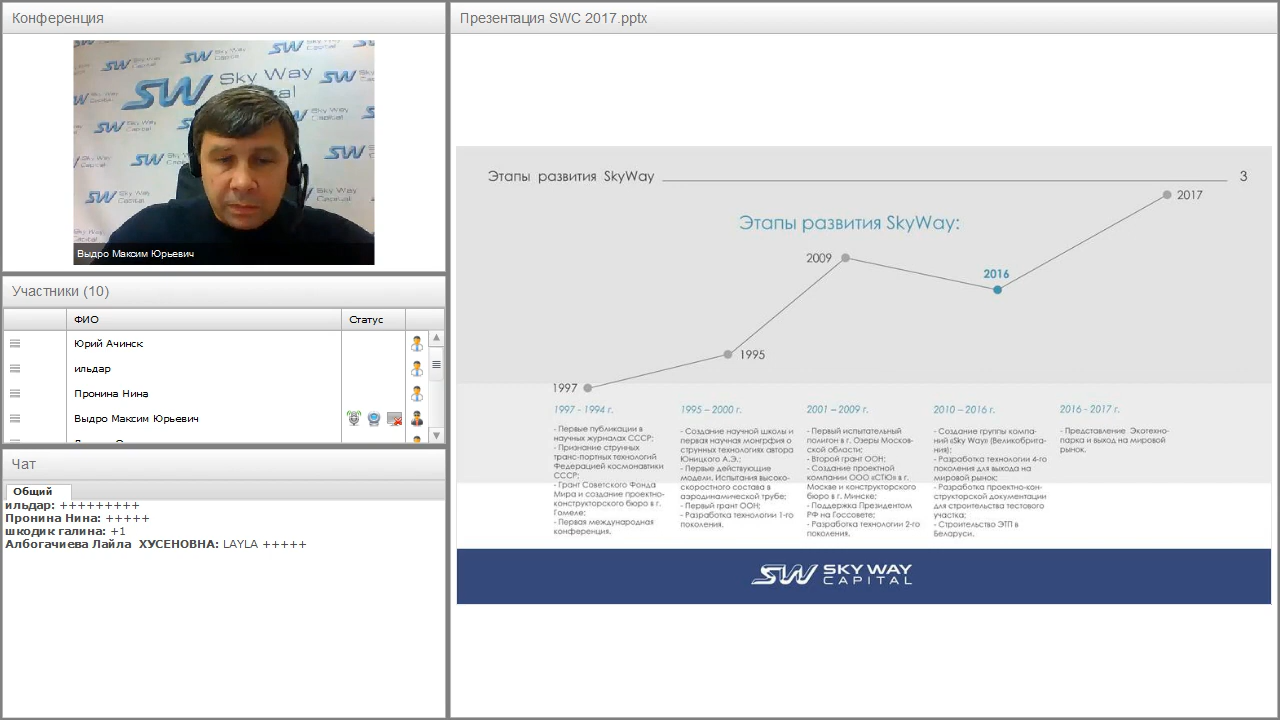 Конференция
SW Sky Way Capital
Выдро Максим Юрьевич
Участники (10)
ФИО
Статус
Юрий Ачинск
ильдар
Пронина Нина
Выдро Максим Юрьевич
Чат
Общий
ильдар: +++++++++
Пронина Нина: +++++
шкодик галина: +1
Албогачиева Лайла ХУСЕНОВНА: LAYLA +++++
Презентация SWC 2017.pptx
Этапы развития SkyWay
3
Этапы развития SkyWay:
2017
2009
2016
1995
1997
1997 - 1994 г.
- Первые публикации в
научных журналах СССР;
- Признание струнных
транс-портных технологий
Федерацией космонавтики
СССР;
- Грант Советского Фонда
Мира и создание проектно-
конструкторского бюро в г.
Гомеле;
- Первая международная
конференция.
1995 – 2000 г.
- Создание научной школы и
первая научная монгрфия о
струнных технологиях автора
Юницкого А.Э.;
- Первые действующие
модели. Испытания высоко-
скоростного состава в
аэродинамической трубе;
- Первый грант ООН;
- Разработка технологии 1-го
поколения.
2001 – 2009 г.
- Первый испытательный
полигон в г. Озеры Москов-
ской области;
- Второй грант ООН;
- Создание проектной
компании ООО «СТЮ» в г.
Москве и конструкторского
бюро в г. Минске;
- Поддержка Президентом
РФ на Госсовете;
- Разработка технологии 2-го
поколения.
2010 – 2016 г.
- Создание группы компа-
ний «Sky Way» (Великобрита-
ния);
- Разработка технологии 4-го
поколения для выхода на
мировой рынок;
- Разработка проектно-кон-
структорской документации
для строительства тестового
участка;
- Строительство ЭТП в
Беларуси.
2016 - 2017 г.
- Представление Экотехно-
парка и выход на мировой
рынок.
SW SKY WAY
CAPITAL